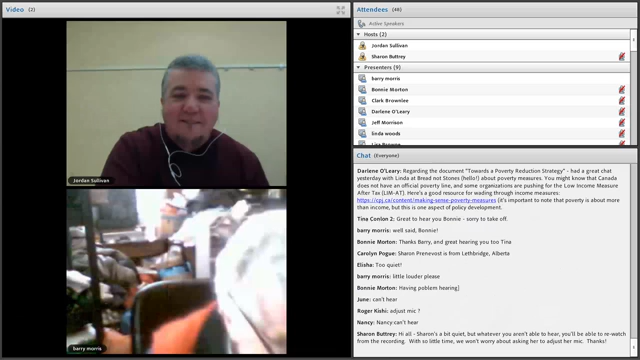 Video (2)
Jordan Sullivan
barry morris
Attendees (46)
Active Speakers
Hosts (2)
Jordan Sullivan
Sharon Buttrey
Presenters (9)
barry morris
Bonnie Morton
Clark Brownlee
Darlene O'Leary
Jeff Morrison
linda woods
Chat (Everyone)
Darlene O'Leary: Regarding the document "Towards a Poverty Reduction Strategy" - had a great chat
yesterday with Linda at Bread not Stones (hello!) about poverty measures. You might know that Canada
does not have an official poverty line, and some organizations are pushing for the Low Income Measure
After Tax (LIM-AT). Here's a good resource for wading through income measures:
https://cpj.ca/content/making-sense-poverty-measures (it's important to note that poverty is about more
than income, but this is one aspect of policy development).
Tina Conlon 2: Great to hear you Bonnie - sorry to take off.
barry morris: well said, Bonnie!
Bonnie Morton: Thanks Barry, and great hearing you too Tina
Carolyn Pogue: Sharon Prenevost is from Lethbridge, Alberta
Elisha: Too quiet!
barry morris: little louder please
Bonnie Morton: Having poblem hearing)
June: can't hear
Roger Kishi: adjust mic ?
Nancy: Nancy can't hear
Sharon Buttrey: Hi all - Sharon's a bit quiet, but whatever you aren't able to hear, you'll be able to re-watch
from the recording. With so little time, we won't worry about asking her to adjust her mic. Thanks!